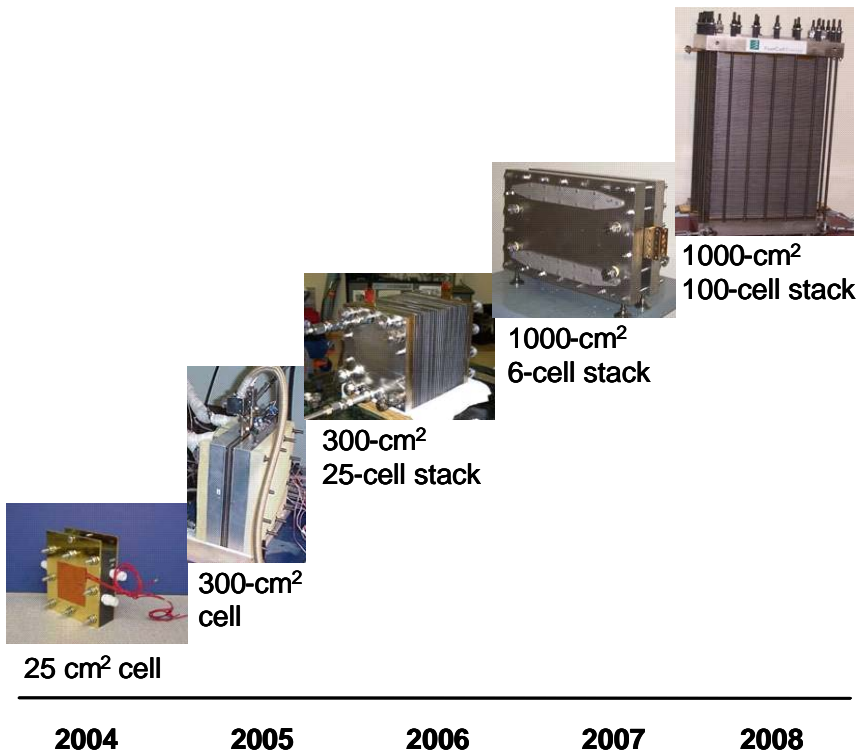 1000-cm²
100-cell stack
1000-cm²
6-cell stack
300-cm²
25-cell stack
300-cm²
cell
25 cm² cell
2004 2005 2006 2007 2008